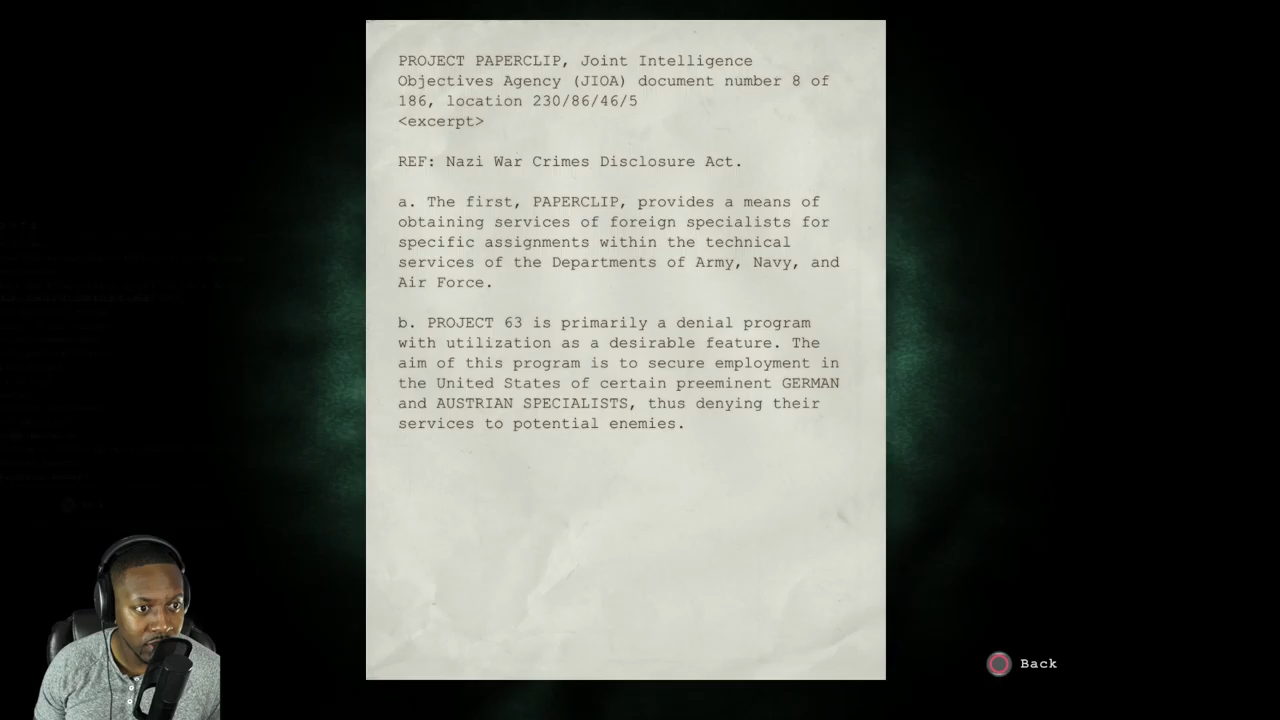 PROJECT PAPERCLIP, Joint Intelligence
Objectives Agency (JIOA) document number 8 of
186, location 230/86/46/5
<excerpt>
REF: Nazi War Crimes Disclosure Act.
a. The first, PAPERCLIP, provides a means of
obtaining services of foreign specialists for
specific assignments within the technical
services of the Departments of Army, Navy, and
Air Force.
b. PROJECT 63 is primarily a denial program
with utilization as a desirable feature. The
aim of this program is to secure employment in
the United States of certain preeminent GERMAN
and AUSTRIAN SPECIALISTS, thus denying their
services to potential enemies.
Back